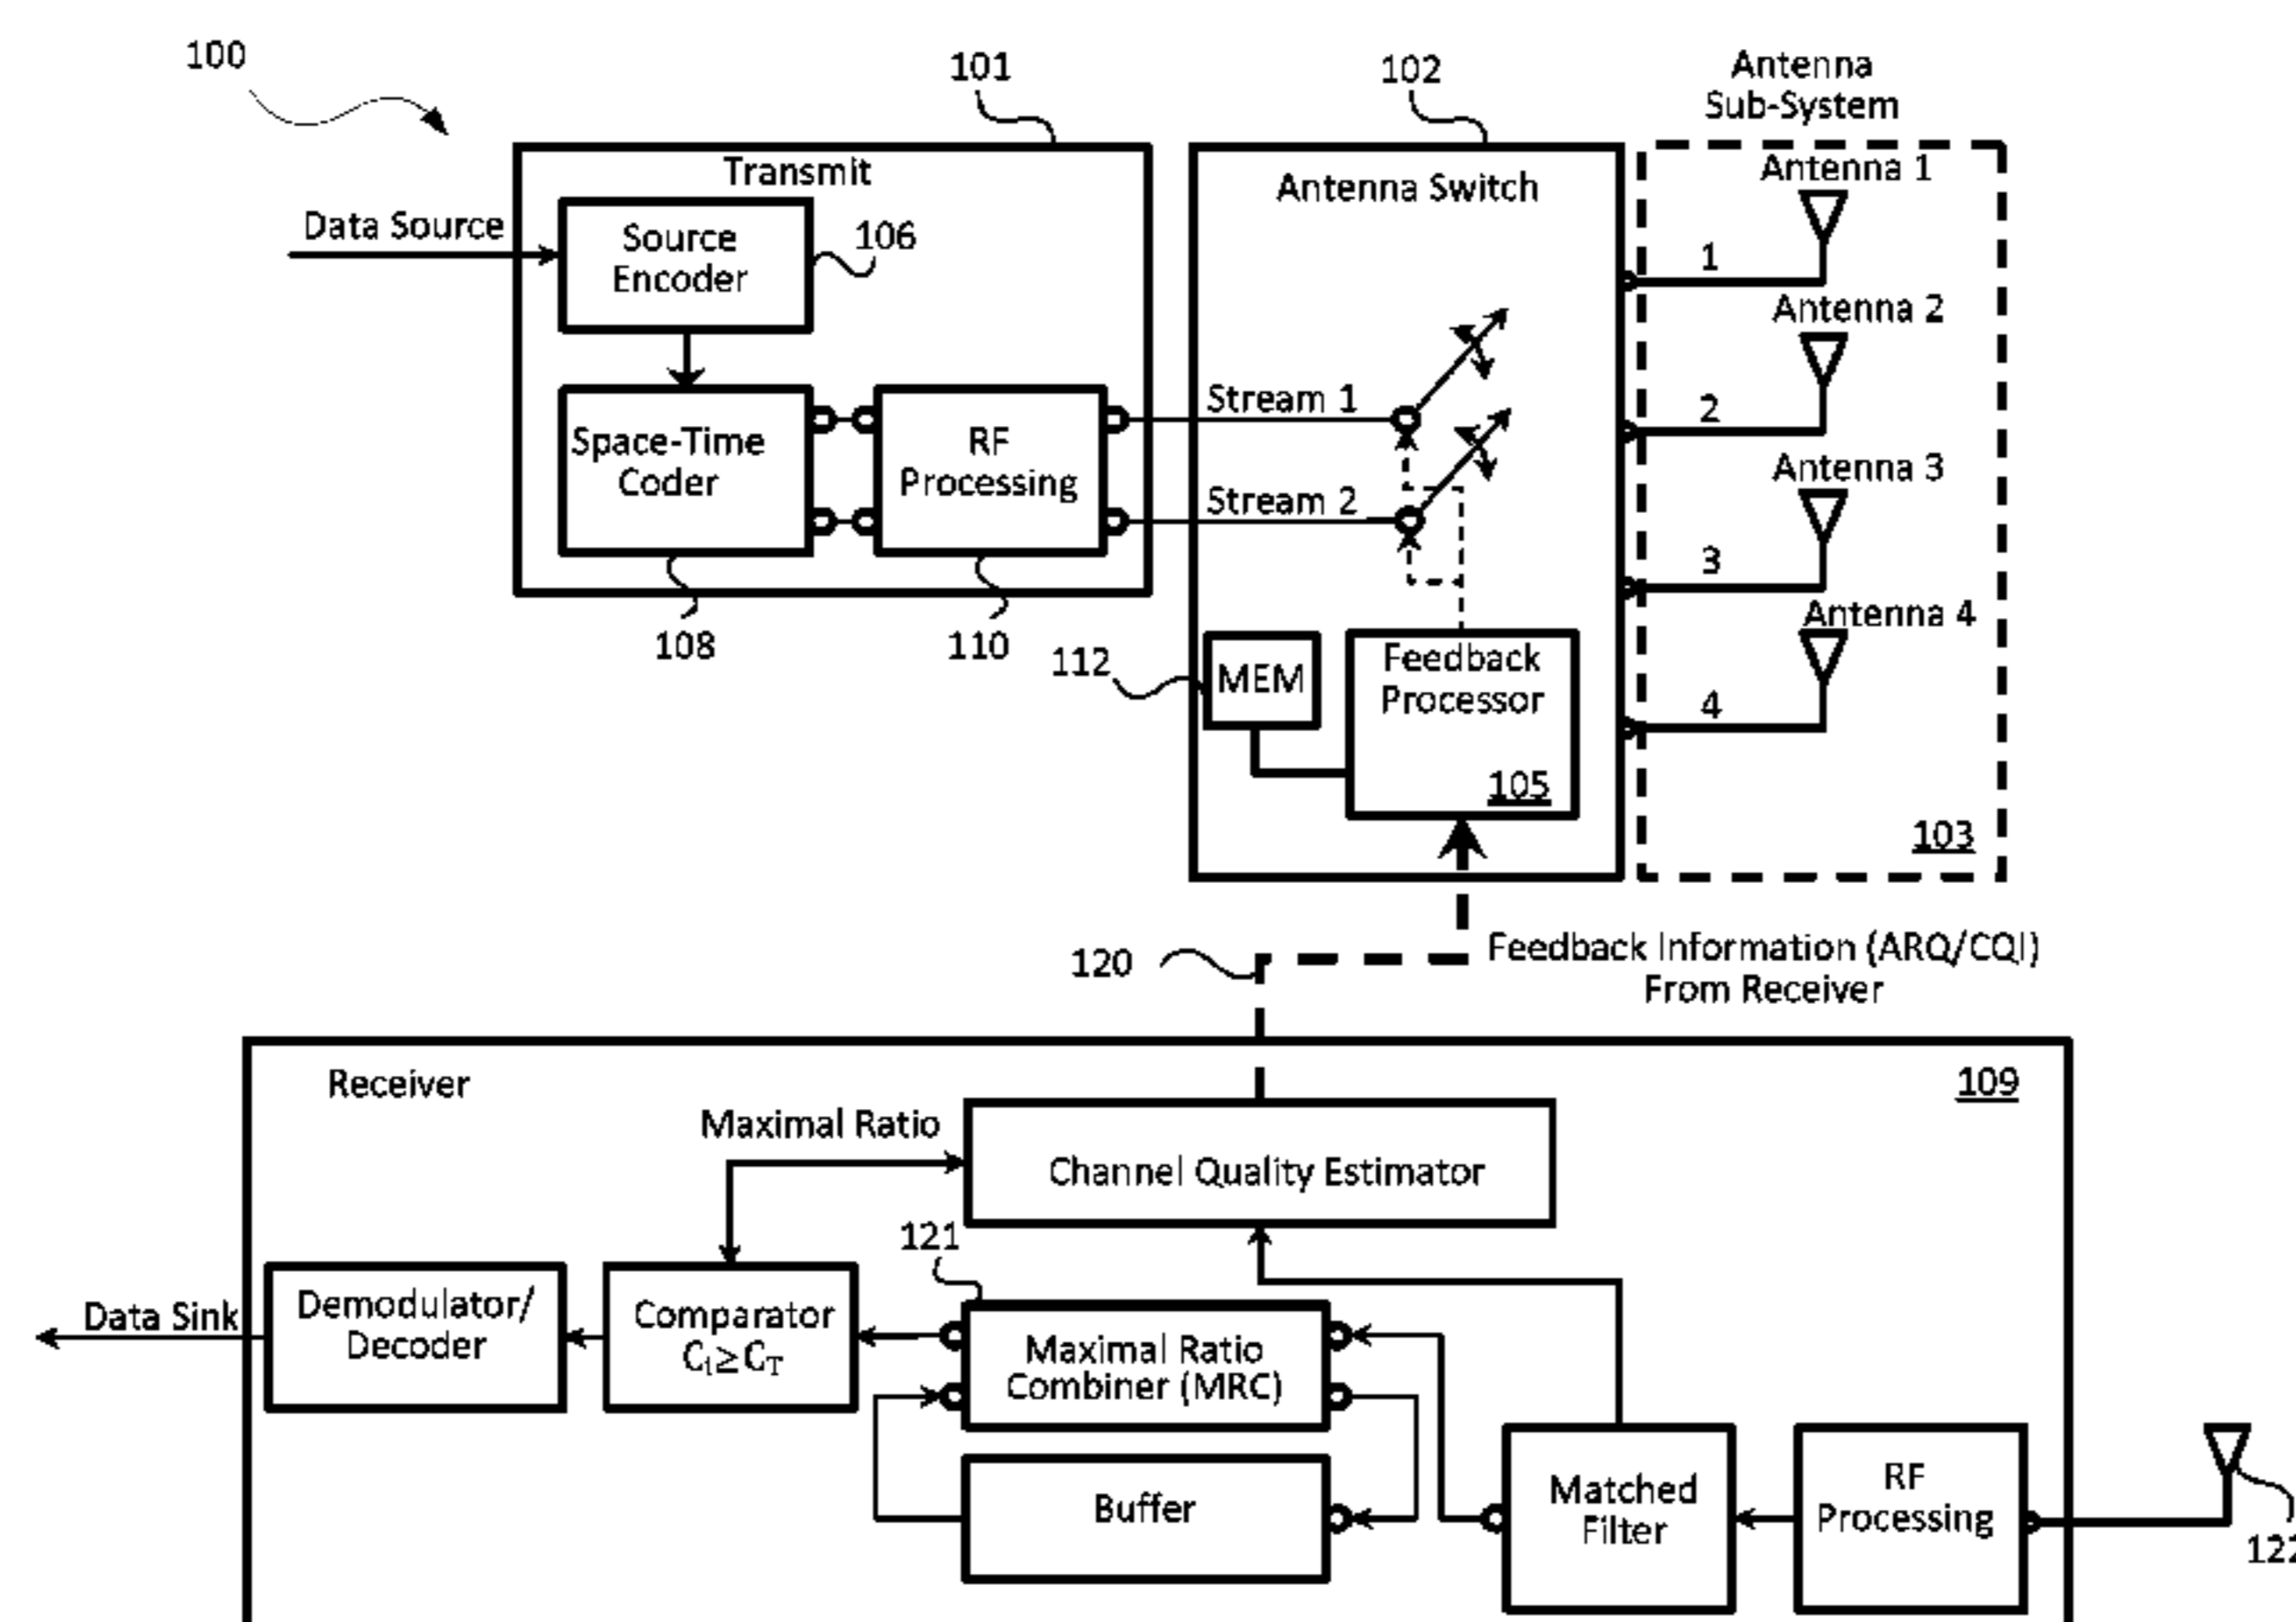 100
101
102
Antenna
Sub-System
Transmit
Antenna Switch
Antenna 1
Data Source
Source
Encoder
106
1
Antenna 2
Stream 1
2
Space-Time
Coder
RF
Processing
Antenna 3
Stream 2
3
Antenna 4
108
110
112
MEM
Feedback
Processor
4
105
103
120
Feedback Information (ARQ/CQI)
From Receiver
Receiver
109
Maximal Ratio
Channel Quality Estimator
121
Data Sink
Demodulator/
Decoder
Comparator
Ci≥CT
Maximal Ratio
Combiner (MRC)
Buffer
Matched
Filter
RF
Processing
122